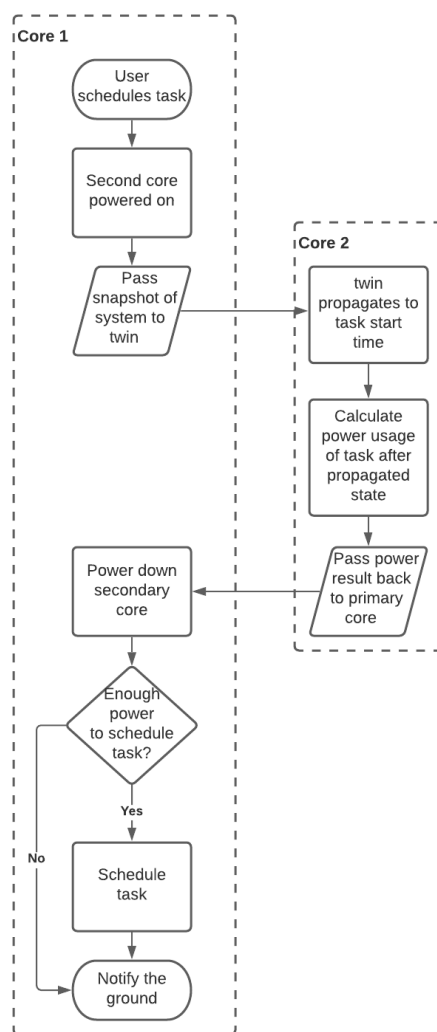 Core 1
User
schedules task
Second core
powered on
Pass
snapshot of
system to
twin
Core 2
twin
propagates to
task start
time
Calculate
power usage
of task after
propagated
state
Pass power
result back
to primary
core
Power down
secondary
core
Enough
power
to schedule
task?
Yes
No
Schedule
task
Notify the
ground